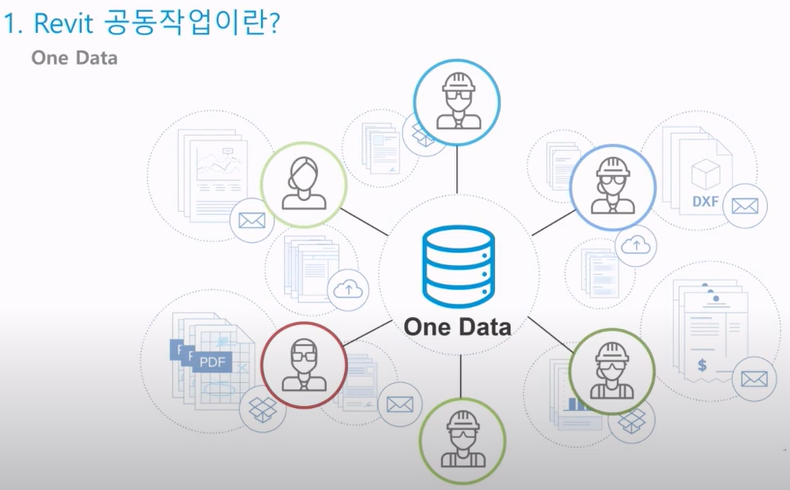 1. Revit 공동작업이란?
One Data
DXF
One Data
PDF
$